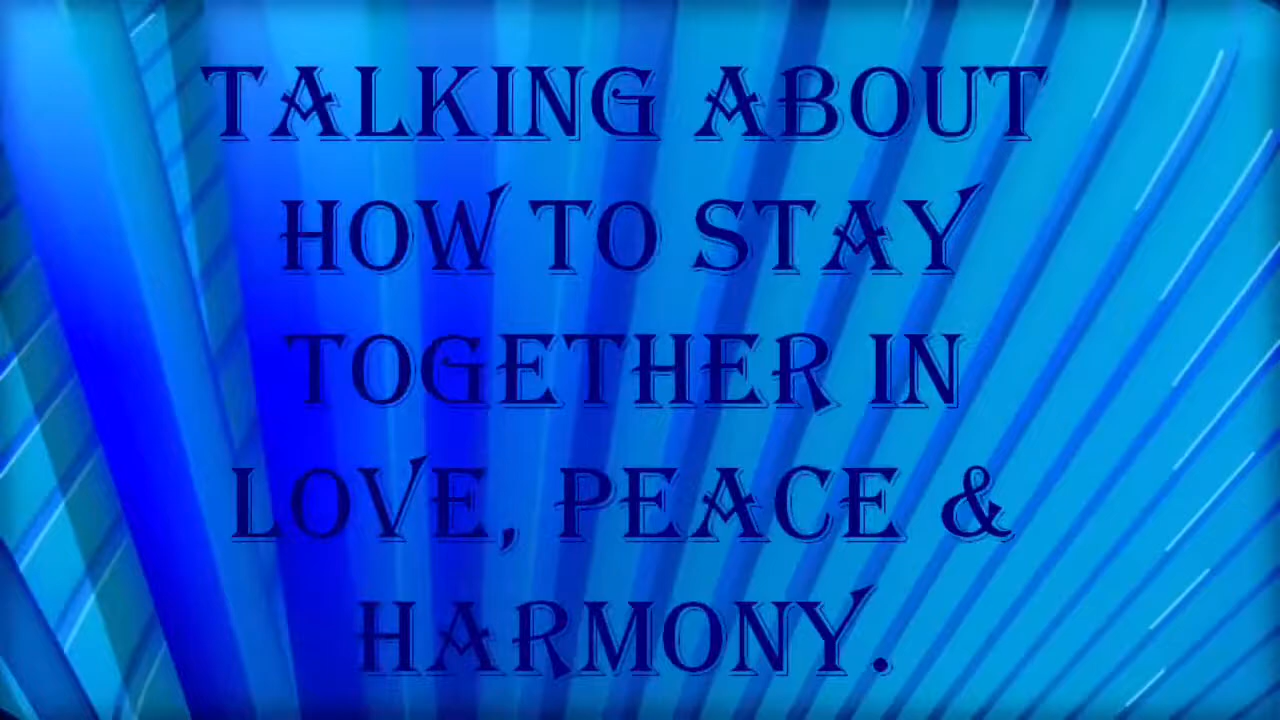 TALKING ABOUT
HOW TO STAY
TOGETHER IN
LOVE, PEACE &
HARMONY.